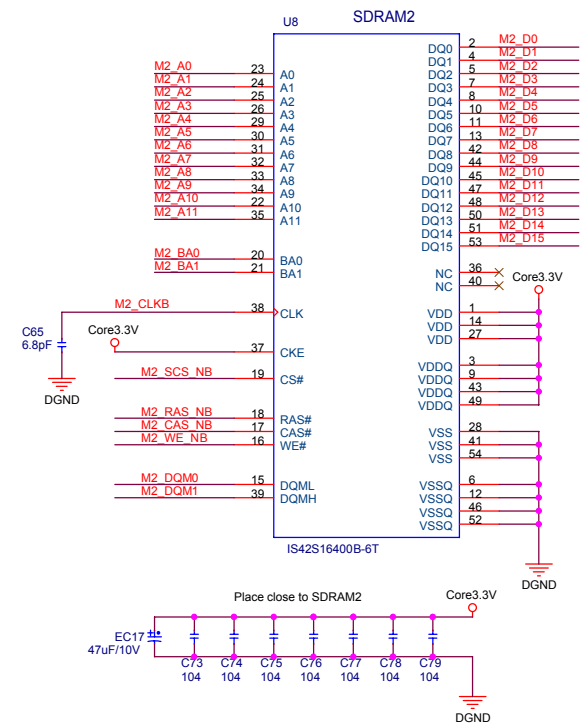 SDRAM2
U8
M2_A0 23 A0
M2_A1 24 A1
M2_A2 25 A2
M2_A3 26 A3
M2_A4 29 A4
M2_A5 30 A5
M2_A6 31 A6
M2_A7 32 A7
M2_A8 33 A8
M2_A9 34 A9
M2_A10 22 A10
M2_A11 35 A11
M2_BA0 20 BA0
M2_BA1 21 BA1
M2_CLKB 38 CLK
C65
6.8pF
DGND
Core3.3V
37 CKE
M2_SCS_NB 19 CS#
M2_RAS_NB 18 RAS#
M2_CAS_NB 17 CAS#
M2_WE_NB 16 WE#
M2_DQM0 15 DQML
M2_DQM1 39 DQMH
DQ0 2 M2_D0
DQ1 4 M2_D1
DQ2 5 M2_D2
DQ3 7 M2_D3
DQ4 8 M2_D4
DQ5 10 M2_D5
DQ6 11 M2_D6
DQ7 13 M2_D7
DQ8 42 M2_D8
DQ9 44 M2_D9
DQ10 45 M2_D10
DQ11 47 M2_D11
DQ12 48 M2_D12
DQ13 50 M2_D13
DQ14 51 M2_D14
DQ15 53 M2_D15
NC 36
NC 40
Core3.3V
VDD 1
VDD 14
VDD 27
VDDQ 3
VDDQ 9
VDDQ 43
VDDQ 49
VSS 28
VSS 41
VSS 54
VSSQ 6
VSSQ 12
VSSQ 46
VSSQ 52
DGND
IS42S16400B-6T
Place close to SDRAM2
Core3.3V
EC17
47uF/10V
C73 C74 C75 C76 C77 C78 C79
104 104 104 104 104 104 104
DGND